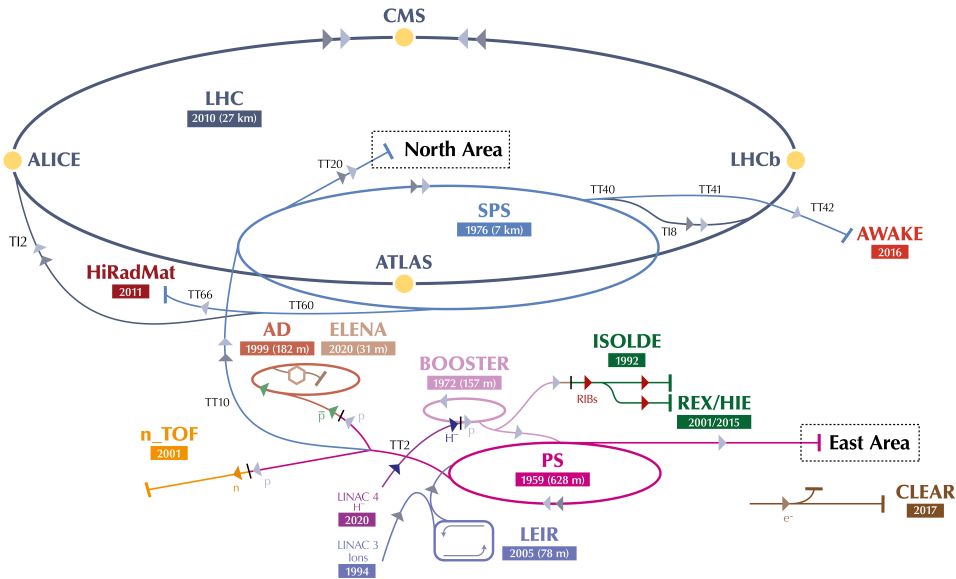 CMS
LHC
2010 (27 km)
ALICE
North Area
TT20
LHCb
TT40
TT41
TT42
SPS
1976 (7 km)
TI8
AWAKE
2016
TI2
ATLAS
HiRadMat
2011
TT66
TT60
AD
1999 (182 m)
ELENA
2020 (31 m)
ISOLDE
1992
BOOSTER
1972 (157 m)
RIBs
REX/HIE
2001/2015
TT10
p̅
p
TT2
H⁻
p
n_TOF
2001
East Area
PS
1959 (628 m)
n
p
LINAC 4
H⁻
2020
CLEAR
2017
e⁻
LEIR
2005 (78 m)
LINAC 3
Ions
1994